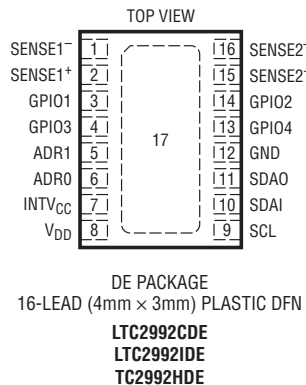 TOP VIEW
SENSE1⁻ 1 16 SENSE2⁻
SENSE1⁺ 2 15 SENSE2⁻
GPIO1 3 14 GPIO2
GPIO3 4 13 GPIO4
17
ADR1 5 12 GND
ADR0 6 11 SDAO
INTVCC 7 10 SDAI
VDD 8 9 SCL
DE PACKAGE
16-LEAD (4mm × 3mm) PLASTIC DFN
LTC2992CDE
LTC2992IDE
TC2992HDE